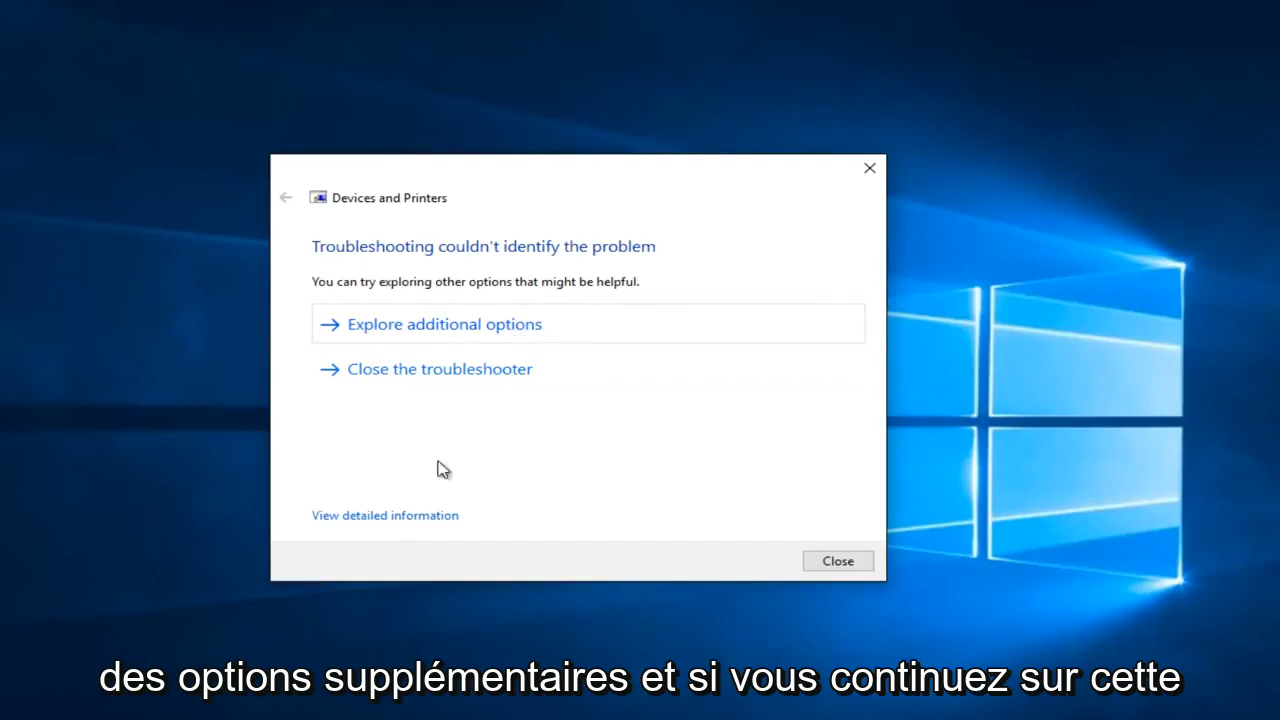 Devices and Printers
Troubleshooting couldn't identify the problem
You can try exploring other options that might be helpful.
Explore additional options
Close the troubleshooter
View detailed information
Close
des options supplémentaires et si vous continuez sur cette